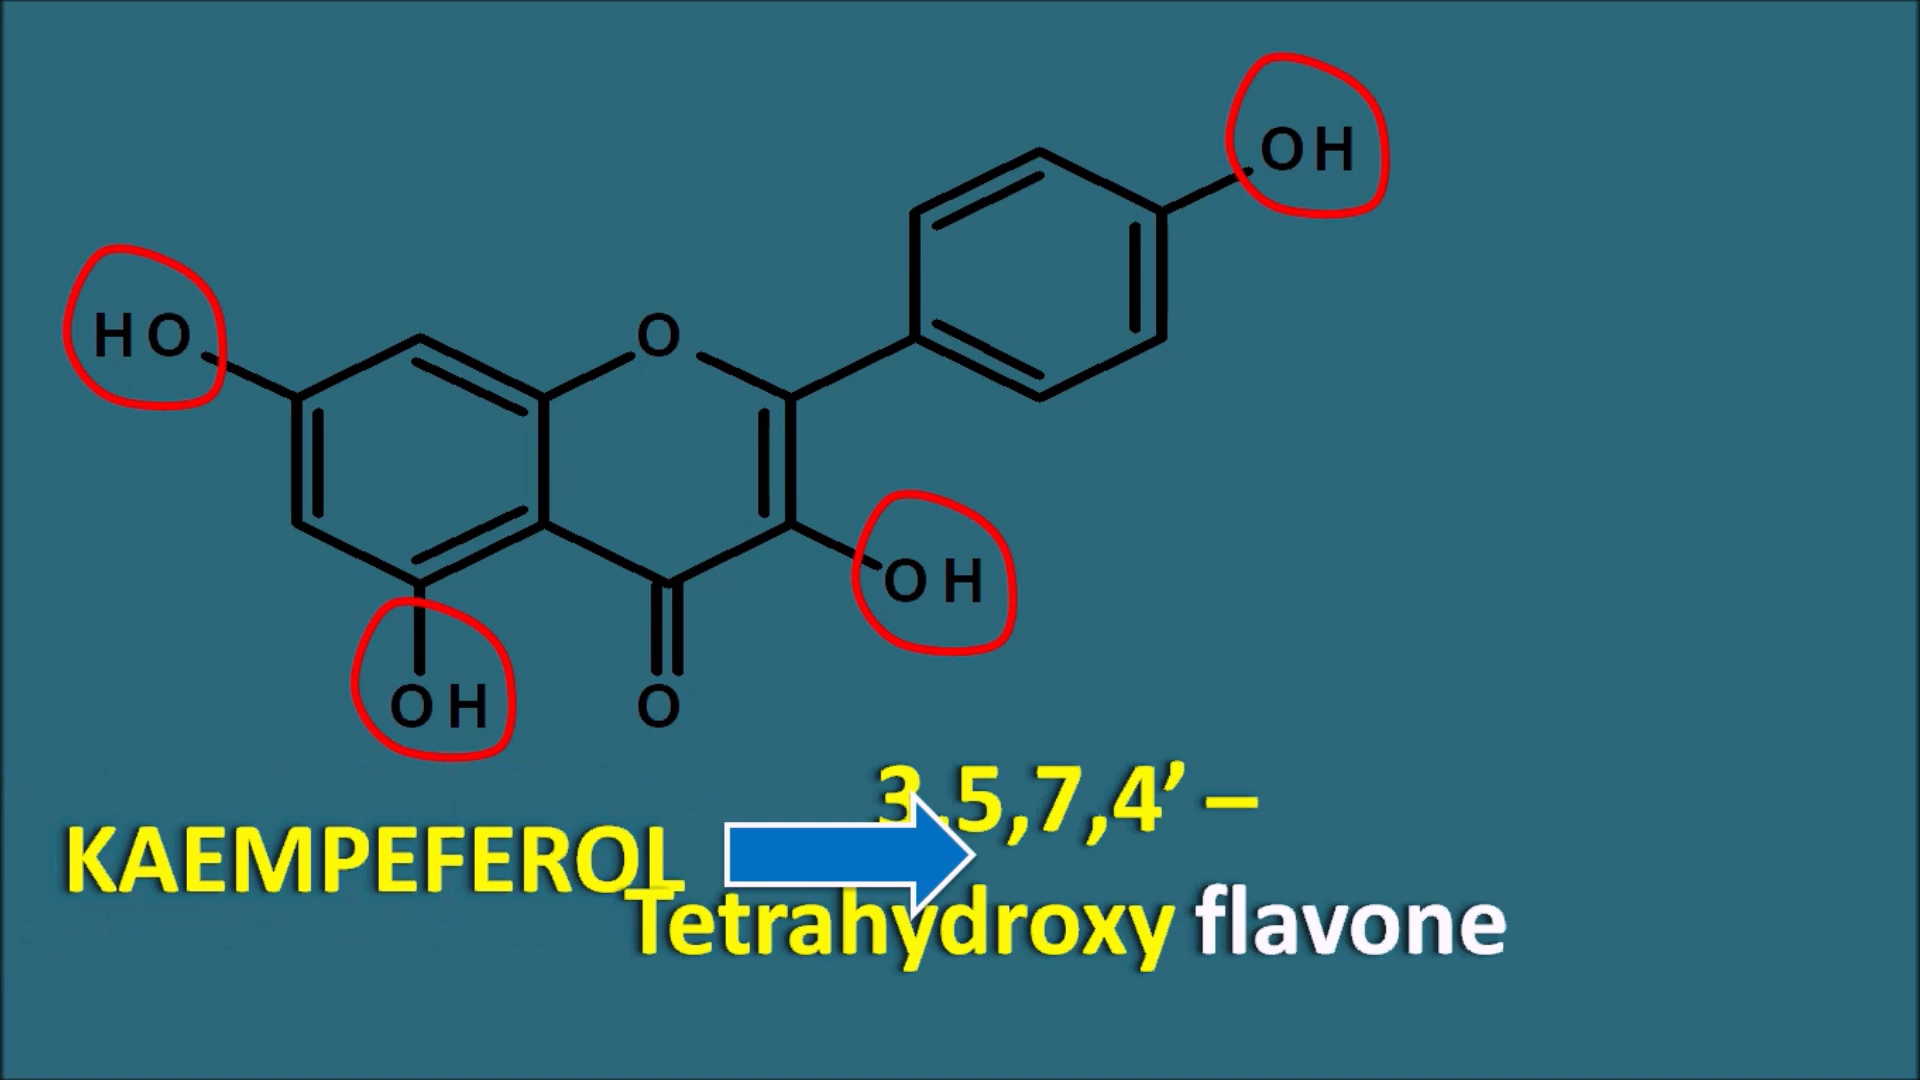 OH
HO
O
OH
OH
O
3,5,7,4’ –
KAEMPEFEROL
Tetrahydroxy flavone